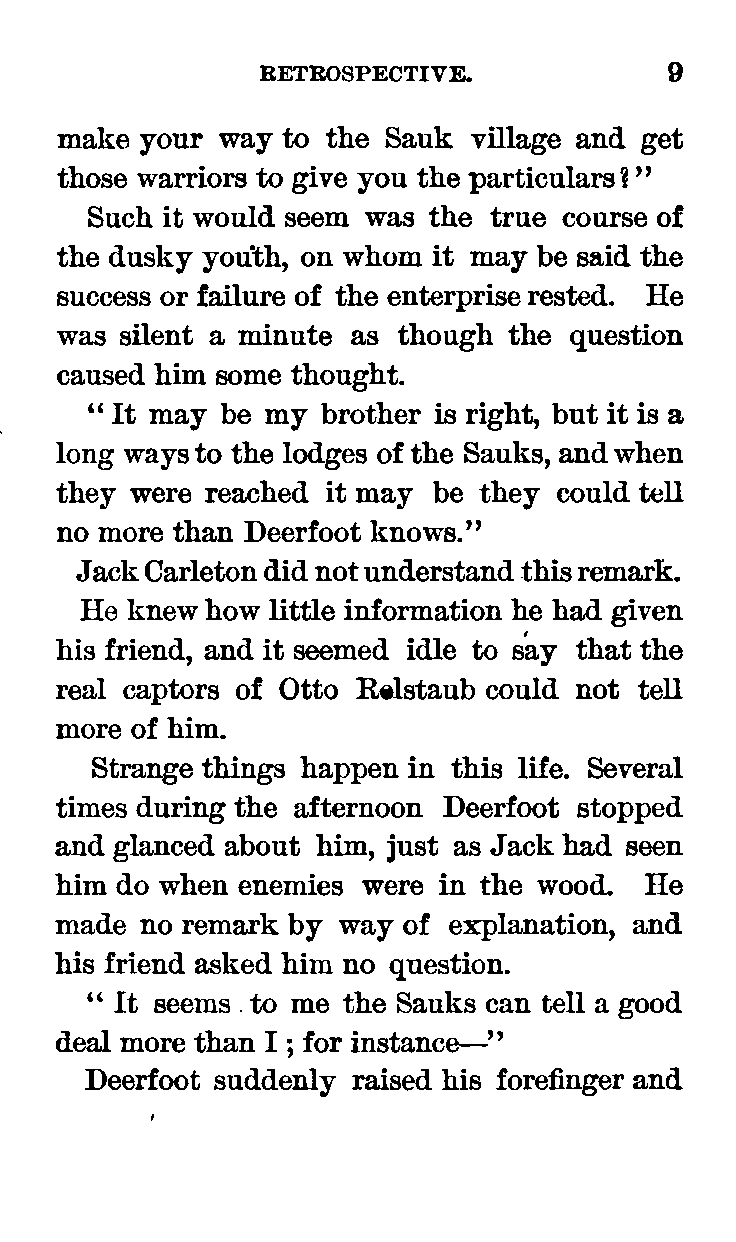 RETROSPECTIVE. 9
make your way to the Sauk village and get
those warriors to give you the particulars?"
Such it would seem was the true course of
the dusky youth, on whom it may be said the
success or failure of the enterprise rested. He
was silent a minute as though the question
caused him some thought.
"It may be my brother is right, but it is a
long ways to the lodges of the Sauks, and when
they were reached it may be they could tell
no more than Deerfoot knows."
Jack Carleton did not understand this remark.
He knew how little information he had given
his friend, and it seemed idle to say that the
real captors of Otto Relstaub could not tell
more of him.
Strange things happen in this life. Several
times during the afternoon Deerfoot stopped
and glanced about him, just as Jack had seen
him do when enemies were in the wood. He
made no remark by way of explanation, and
his friend asked him no question.
"It seems to me the Sauks can tell a good
deal more than I; for instance—"
Deerfoot suddenly raised his forefinger and